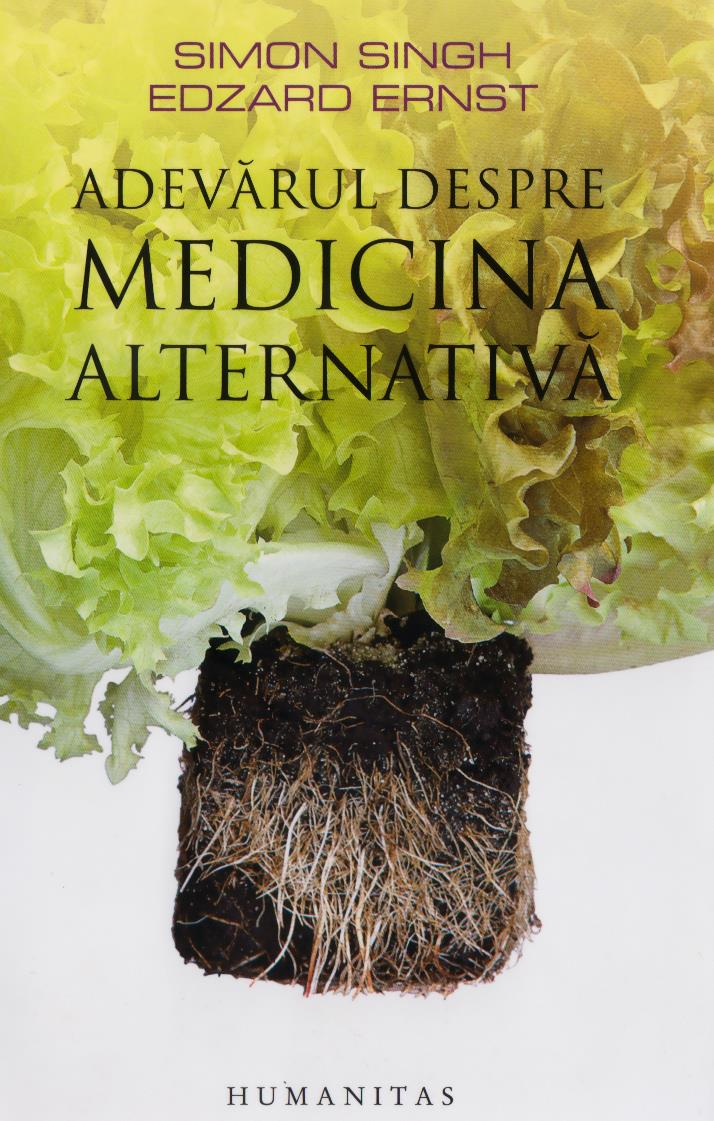 SIMON SINGH
EDZARD ERNST
ADEVĂRUL DESPRE
MEDICINA
ALTERNATIVĂ
HUMANITAS